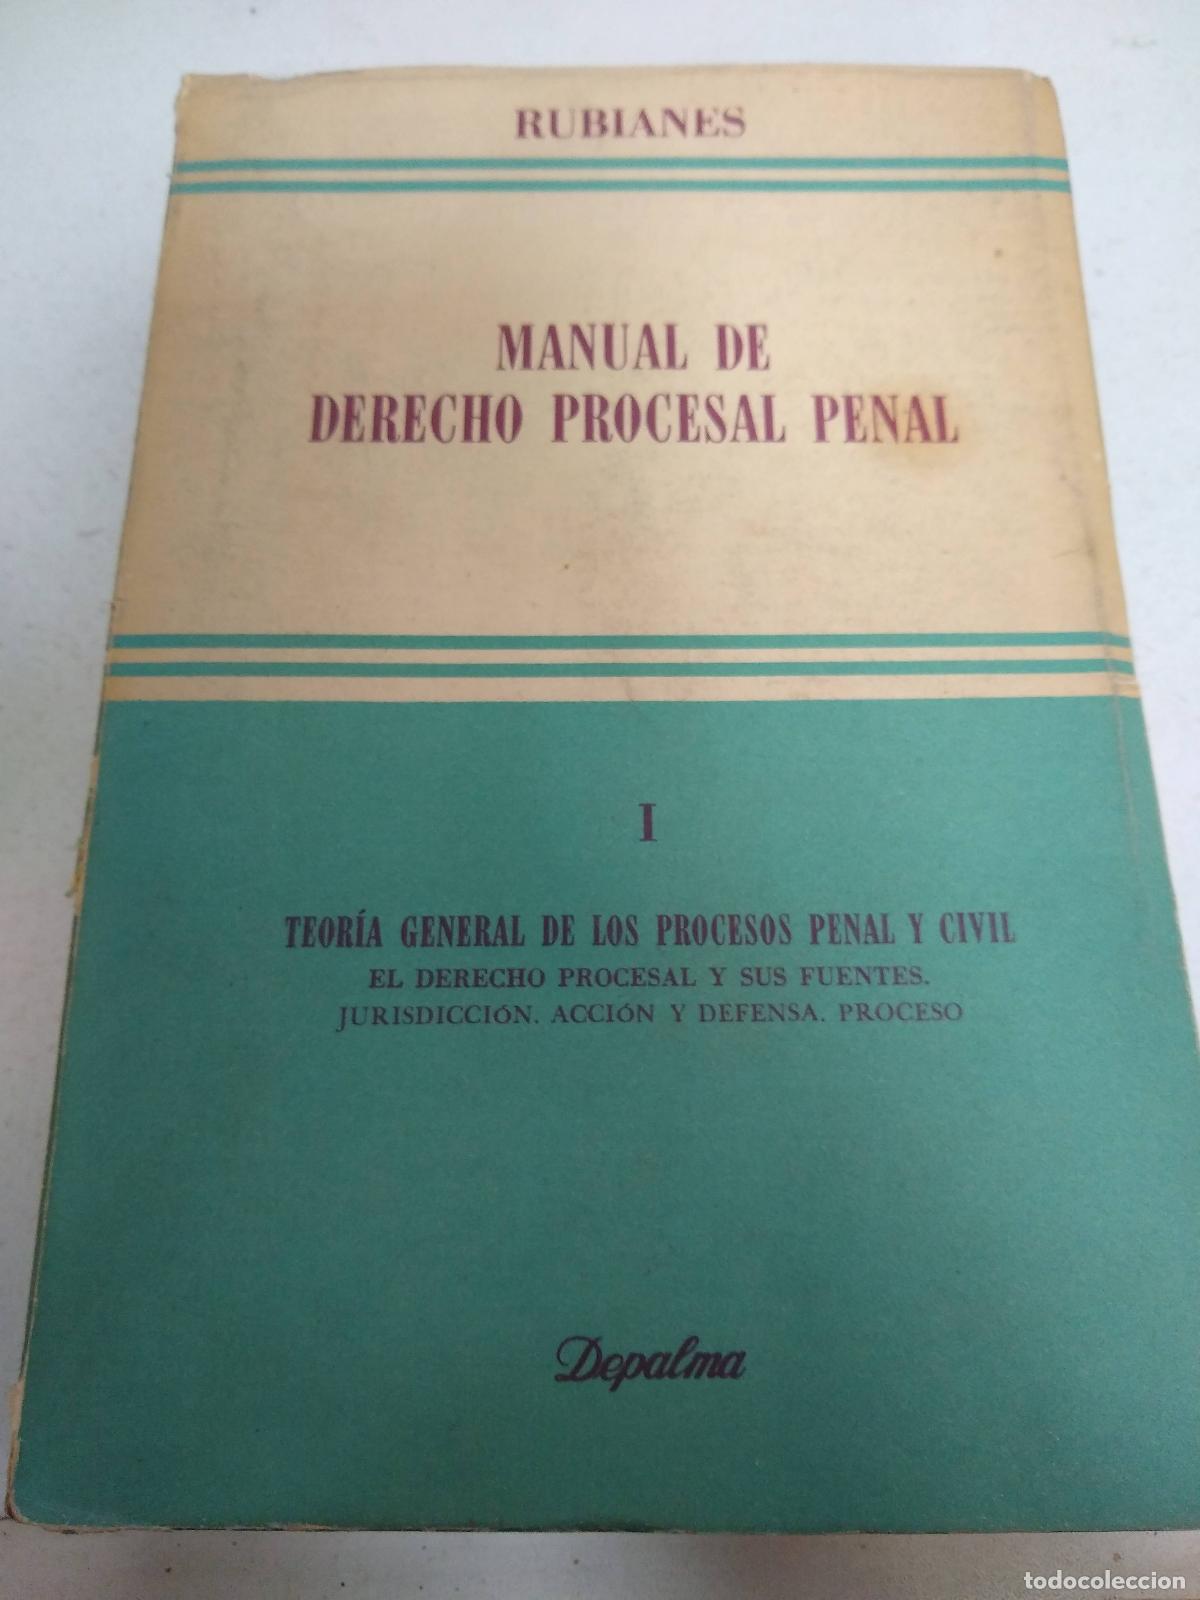 RUBIANES
MANUAL DE
DERECHO PROCESAL PENAL
I
TEORÍA GENERAL DE LOS PROCESOS PENAL Y CIVIL
EL DERECHO PROCESAL Y SUS FUENTES.
JURISDICCIÓN. ACCIÓN Y DEFENSA. PROCESO
Depalma
todocoleccion